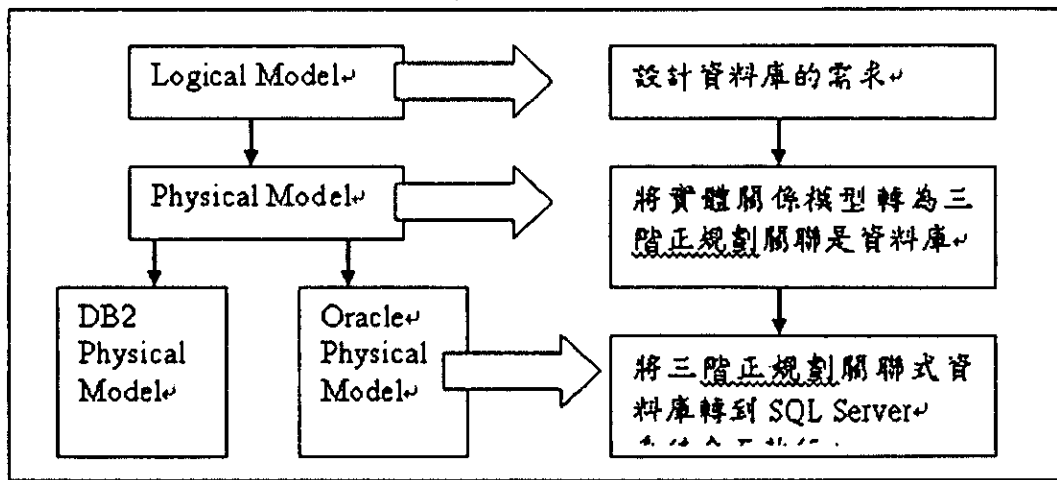 Logical Model
設計資料庫的需求
Physical Model
將實體關係模型轉為三
階正規劃關聯是資料庫
DB2
Physical
Model
Oracle
Physical
Model
將三階正規劃關聯式資
料庫轉到 SQL Server